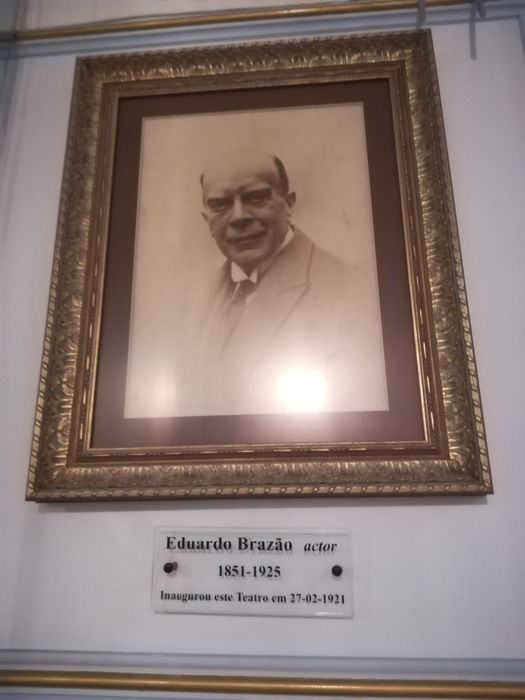 Eduardo Brazão actor
1851-1925
Inaugurou este Teatro em 27-02-1921